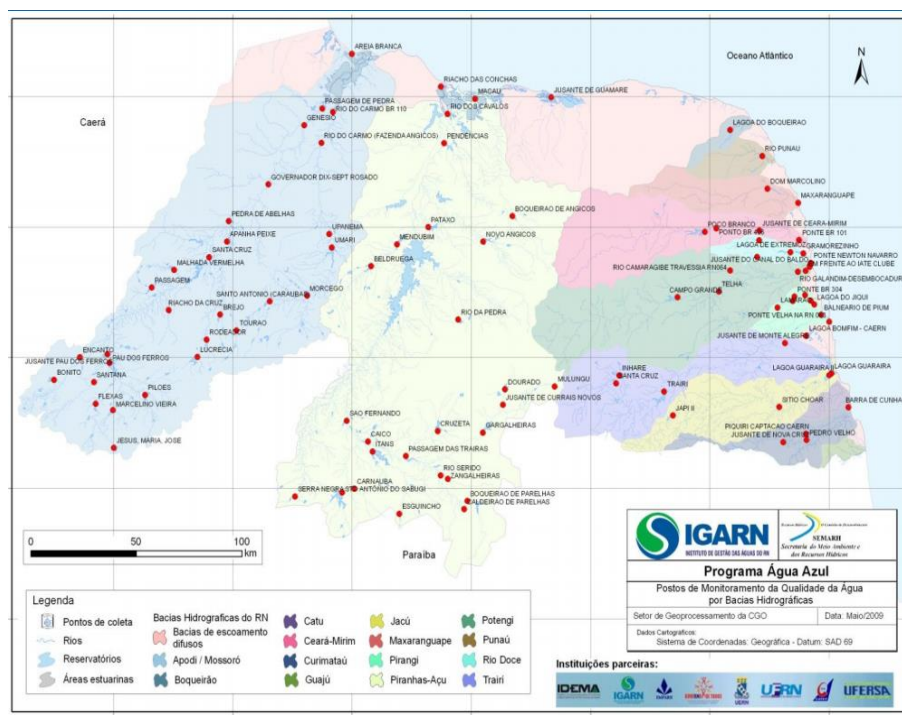 AREIA BRANCA
Oceano Atlântico
N
RIACHO DAS CONCHAS
MACAU
JUSANTE DE GUAMARE
PASSAGEM DE PEDRA
RIO DO CARMO BR 110
RIO DOS CAVALOS
Caerá
GENESIO
LAGOA DO BOQUEIRAO
RIO DO CARMO (FAZENDA ANGICOS)
PENDENCIAS
RIO PUNAU
GOVERNADOR DIX-SEPT ROSADO
DOM MARCOLINO
MAXARANGUAPE
PEDRA DE ABELHAS
BOQUEIRAO DE ANGICOS
UPANEMA
PATAXO
POCO BRANCO
JUSANTE DE CEARA-MIRIM
APANHA PEIXE
PONTO BR 406
PONTE BR 101
UMARI
MENDUBIM
NOVO ANGICOS
LAGOA DE EXTREMOZ
GRAMOREZINHO
SANTA CRUZ
JUSANTE DO CANAL DO BALDO
PONTE NEWTON NAVARRO
MALHADA VERMELHA
BELDRUEGA
RIO CAMARAGIBE TRAVESSIA RN064
EM FRENTE AO IATE CLUBE
RIO GALANDIM-DESEMBOCADURA
PASSAGEM
TELHA
SANTO ANTONIO (CARAUBAS)
MORCEGO
CAMPO GRANDE
PONTE BR 304
RIACHO DA CRUZ
LAGOA DO JIQUI
BREJO
BALNEARIO DE PIUM
TOURAO
RIO DA PEDRA
PONTE VELHA NA RN
RODEADOR
JUSANTE DE MONTE ALEGRE
LAGOA BOMFIM - CAERN
ENCANTO
LUCRECIA
JUSANTE PAU DOS FERROS
PAU DOS FERROS
BONITO
SANTANA
INHARE
LAGOA GUARAIRA II
LAGOA GUARAIRA
SANTA CRUZ
PILOES
DOURADO
MULUNGU
TRAIRI
FLEXAS
MARCELINO VIEIRA
JUSANTE DE CURRAIS NOVOS
JAPI II
SITIO CHOAR
BARRA DE CUNHA
SAO FERNANDO
CRUZETA
GARGALHEIRAS
PIQUIRI CAPTACAO CAERN
JESUS, MARIA, JOSE
CAICO
JUSANTE DE NOVA CRUZ
PEDRO VELHO
ITANS
PASSAGEM DAS TRAIRAS
RIO SERIDO
CARNAUBA
ZANGALHEIRAS
SERRA NEGRA
STO ANTONIO DO SABUGI
BOQUEIRAO DE PARELHAS
CALDEIRAO DE PARELHAS
ESGUINCHO
Paraiba
0 50 100
km
IGARN
INSTITUTO DE GESTÃO DAS ÁGUAS DO RN
SEMARH
Secretaria do Meio Ambiente e
dos Recursos Hídricos
Programa Água Azul
Postos de Monitoramento da Qualidade da Água
por Bacias Hidrográficas
Setor de Geoprocessamento da CGO
Data: Maio/2009
Dados Cartográficos:
Sistema de Coordenadas: Geográfica - Datum: SAD 69
Legenda
Pontos de coleta
Rios
Reservatórios
Áreas estuarinas
Bacias Hidrograficas do RN
Bacias de escoamento
difusos
Apodi / Mossoró
Boqueirão
Catu
Ceará-Mirim
Curimataú
Guajú
Jacú
Maxaranguape
Pirangi
Piranhas-Açu
Potengi
Punaú
Rio Doce
Trairi
Instituições parceiras:
IDEMA
IGARN
UERN
UFRN
UFERSA